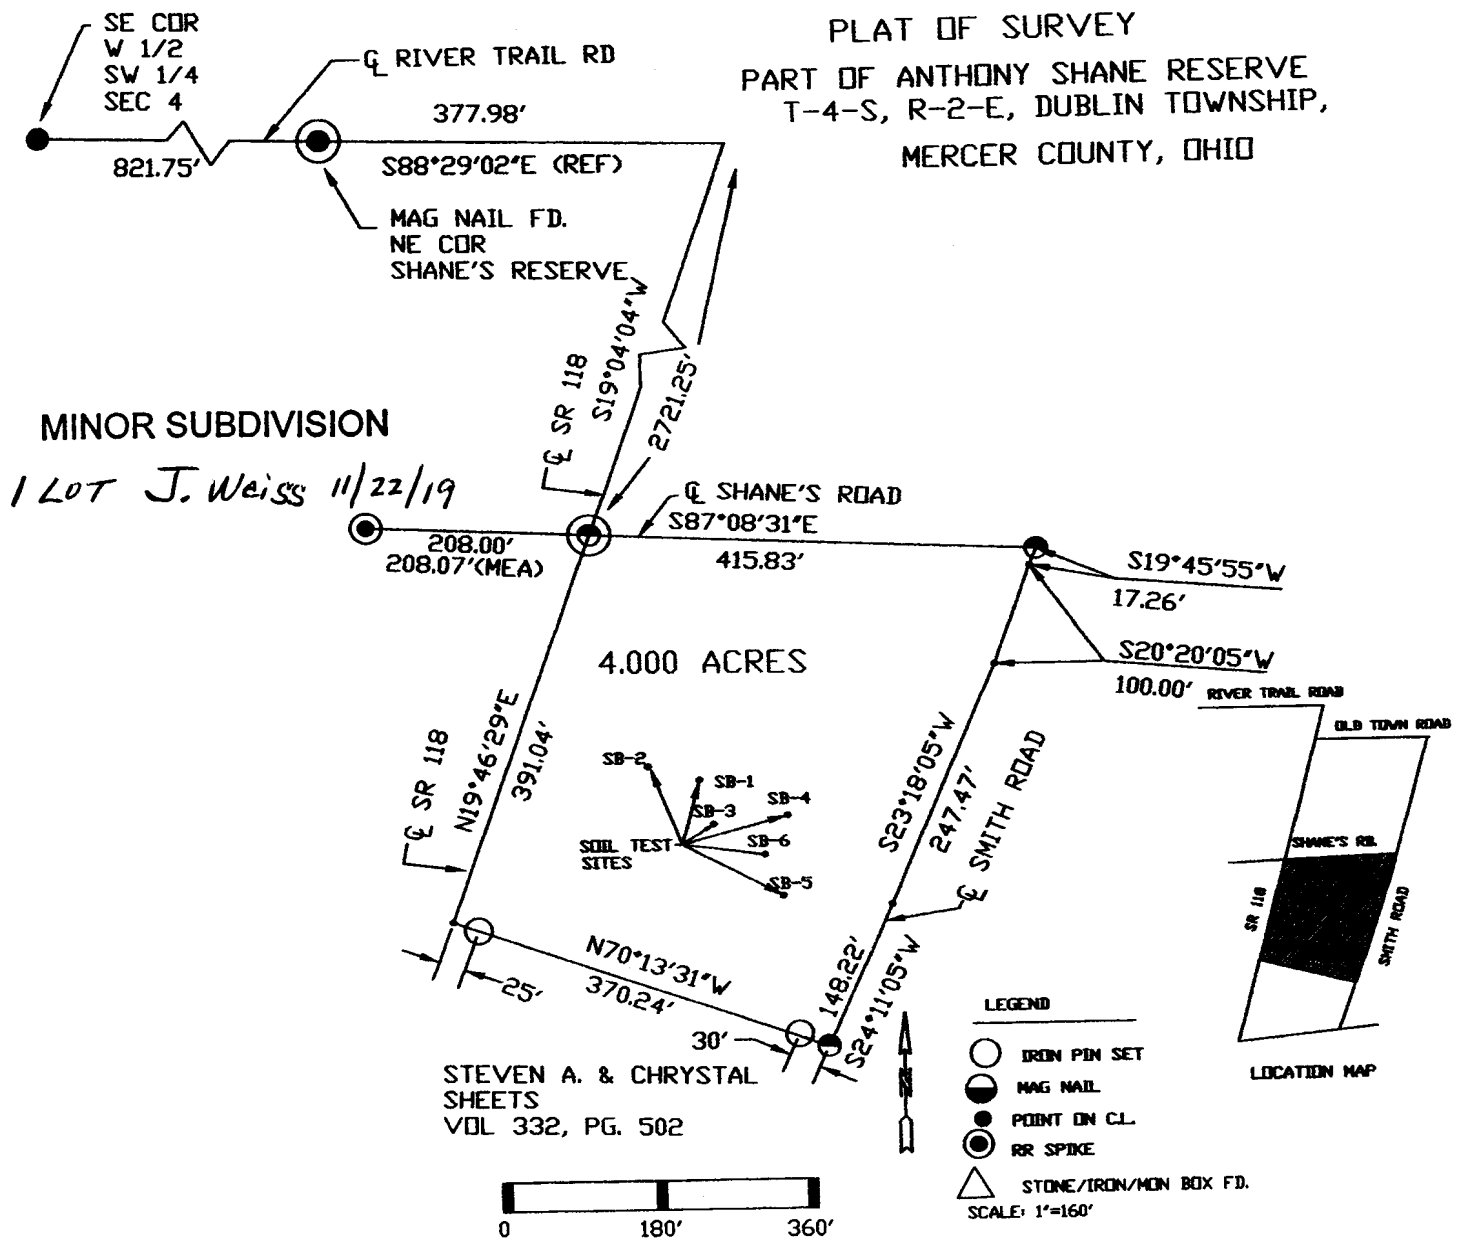 SE COR
W 1/2
SW 1/4
SEC 4
℄ RIVER TRAIL RD
PLAT OF SURVEY
PART OF ANTHONY SHANE RESERVE
T-4-S, R-2-E, DUBLIN TOWNSHIP,
MERCER COUNTY, OHIO
377.98'
821.75'
S88°29'02"E (REF)
MAG NAIL FD.
NE COR
SHANE'S RESERVE
S19°04'04"W
℄ SR 118
2721.25'
MINOR SUBDIVISION
1 LOT J. Weiss 11/22/19
℄ SHANE'S ROAD
S87°08'31"E
208.00'
208.07'(MEA)
415.83'
S19°45'55"W
17.26'
4.000 ACRES
S20°20'05"W
100.00'
N19°46'29"E
391.04'
℄ SR 118
S23°18'05"W
247.47'
℄ SMITH ROAD
SB-2
SB-1
SB-4
SB-3
SB-6
SB-5
SOIL TEST
SITES
N70°13'31"W
370.24'
25'
30'
148.22'
S24°11'05"W
STEVEN A. & CHRYSTAL
SHEETS
VOL 332, PG. 502
0 180' 360'
N
RIVER TRAIL ROAD
OLD TOWN ROAD
SHANE'S RD.
SR 118
SMITH ROAD
LOCATION MAP
LEGEND
IRON PIN SET
MAG NAIL
POINT ON C.L.
RR SPIKE
STONE/IRON/MON BOX FD.
SCALE: 1"=160'